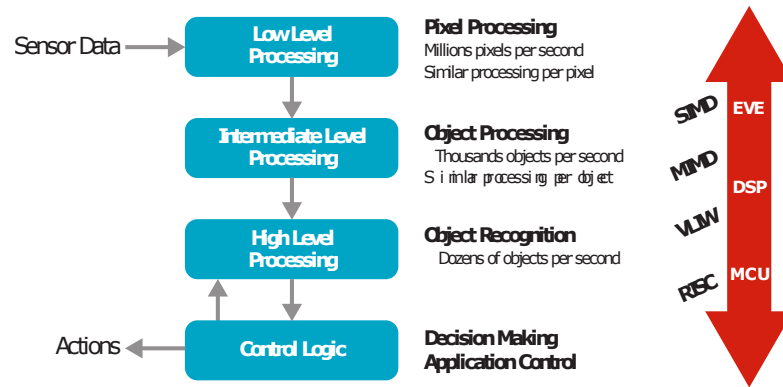 Sensor Data
Low Level
Processing
Pixel Processing
Millions pixels per second
Similar processing per pixel
Intermediate Level
Processing
Object Processing
Thousands objects per second
Similar processing per object
High Level
Processing
Object Recognition
Dozens of objects per second
Actions
Control Logic
Decision Making
Application Control
SIMD
MIMD
VLIW
RISC
EVE
DSP
MCU